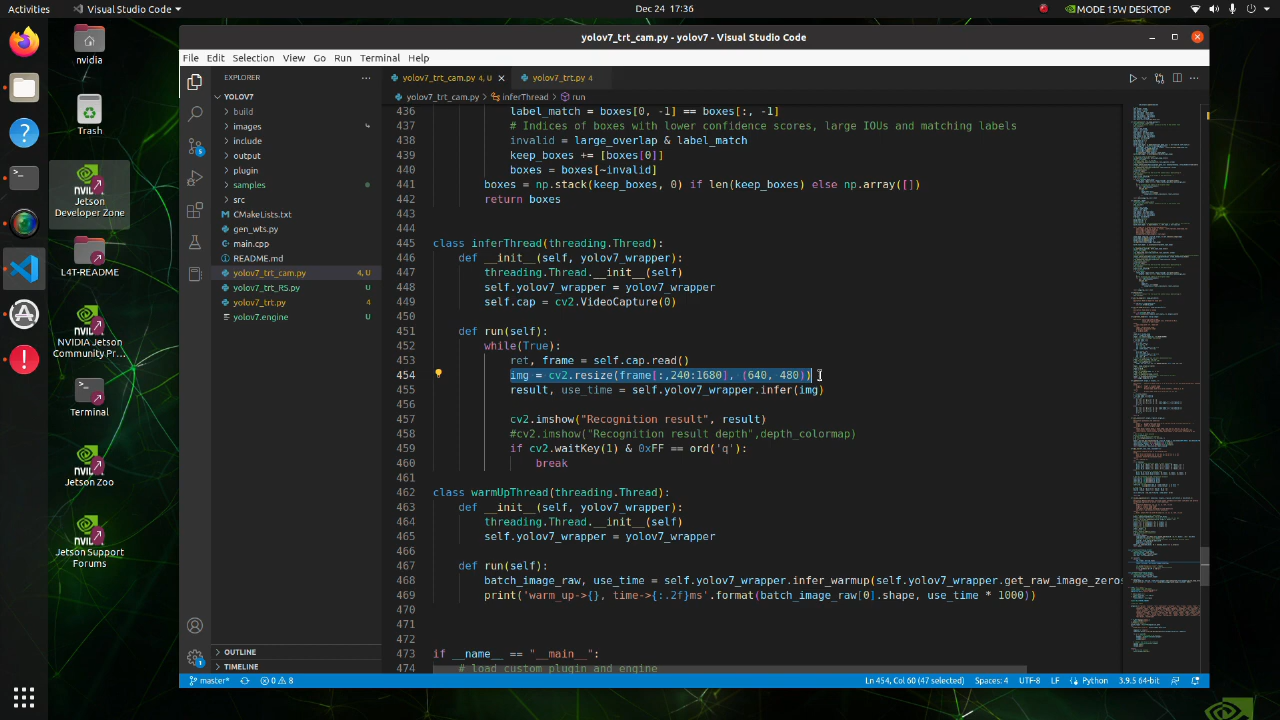 Activities
Visual Studio Code
Dec 24 17:36
MODE 15W DESKTOP
yolov7_trt_cam.py - yolov7 - Visual Studio Code
File Edit Selection View Go Run Terminal Help
nvidia
Trash
NVIDIA
Jetson Developer Zone
L4T-README
NVIDIA
NVIDIA Jetson Community Pr...
Terminal
NVIDIA
Jetson Zoo
NVIDIA
Jetson Support Forums
EXPLORER
YOLOV7
build
images
include
output
plugin
samples
src
CMakeLists.txt
gen_wts.py
main.cpp
README.md
yolov7_trt_cam.py 4, U
yolov7_trt_RS.py U
yolov7_trt.py 4
yolov7.engine U
OUTLINE
TIMELINE
yolov7_trt_cam.py 4, U
yolov7_trt.py 4
yolov7_trt_cam.py > inferThread > run
436 label_match = boxes[0, -1] == boxes[:, -1]
437 # Indices of boxes with lower confidence scores, large IOUs and matching labels
438 invalid = large_overlap & label_match
439 keep_boxes += [boxes[0]]
440 boxes = boxes[~invalid]
441 boxes = np.stack(keep_boxes, 0) if len(keep_boxes) else np.array([])
442 return boxes
443
444
445 class inferThread(threading.Thread):
446 def __init__(self, yolov7_wrapper):
447 threading.Thread.__init__(self)
448 self.yolov7_wrapper = yolov7_wrapper
449 self.cap = cv2.VideoCapture(0)
450
451 def run(self):
452 while(True):
453 ret, frame = self.cap.read()
454 img = cv2.resize(frame[:,240:1680], (640, 480))
455 result, use_time = self.yolov7_wrapper.infer(img)
456
457 cv2.imshow("Recognition result", result)
458 #cv2.imshow("Recognition result depth",depth_colormap)
459 if cv2.waitKey(1) & 0xFF == ord('q'):
460 break
461
462 class warmUpThread(threading.Thread):
463 def __init__(self, yolov7_wrapper):
464 threading.Thread.__init__(self)
465 self.yolov7_wrapper = yolov7_wrapper
466
467 def run(self):
468 batch_image_raw, use_time = self.yolov7_wrapper.infer_warmup(self.yolov7_wrapper.get_raw_image_zeros
469 print('warm_up->{}, time->{:.2f}ms'.format(batch_image_raw[0].shape, use_time * 1000))
470
471
472
473 if __name__ == "__main__":
474 # load custom plugin and engine
master* 0 8
Ln 454, Col 60 (47 selected) Spaces: 4 UTF-8 LF Python 3.9.5 64-bit